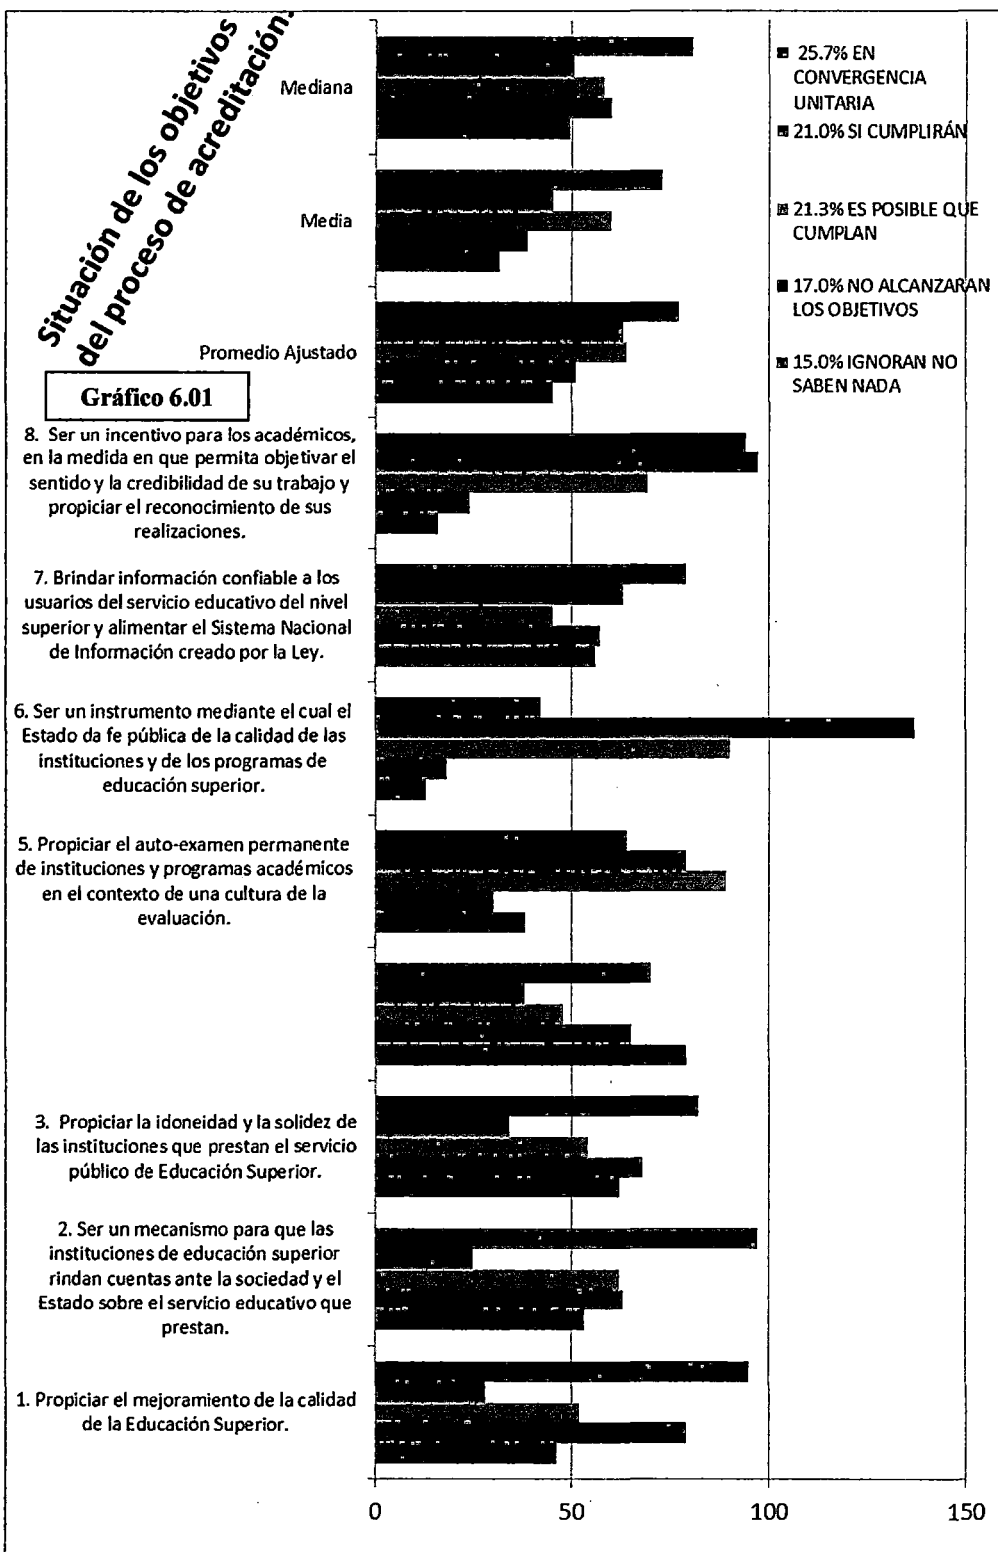 Situación de los objetivos
del proceso de acreditación.
Gráfico 6.01
Mediana
Media
Promedio Ajustado
8. Ser un incentivo para los académicos,
en la medida en que permita objetivar el
sentido y la credibilidad de su trabajo y
propiciar el reconocimiento de sus
realizaciones.
7. Brindar información confiable a los
usuarios del servicio educativo del nivel
superior y alimentar el Sistema Nacional
de Información creado por la Ley.
6. Ser un instrumento mediante el cual el
Estado da fe pública de la calidad de las
instituciones y de los programas de
educación superior.
5. Propiciar el auto-examen permanente
de instituciones y programas académicos
en el contexto de una cultura de la
evaluación.
3. Propiciar la idoneidad y la solidez de
las instituciones que prestan el servicio
público de Educación Superior.
2. Ser un mecanismo para que las
instituciones de educación superior
rindan cuentas ante la sociedad y el
Estado sobre el servicio educativo que
prestan.
1. Propiciar el mejoramiento de la calidad
de la Educación Superior.
25.7% EN
CONVERGENCIA
UNITARIA
21.0% SI CUMPLIRÁN
21.3% ES POSIBLE QUE
CUMPLAN
17.0% NO ALCANZARAN
LOS OBJETIVOS
15.0% IGNORAN NO
SABEN NADA
0 50 100 150